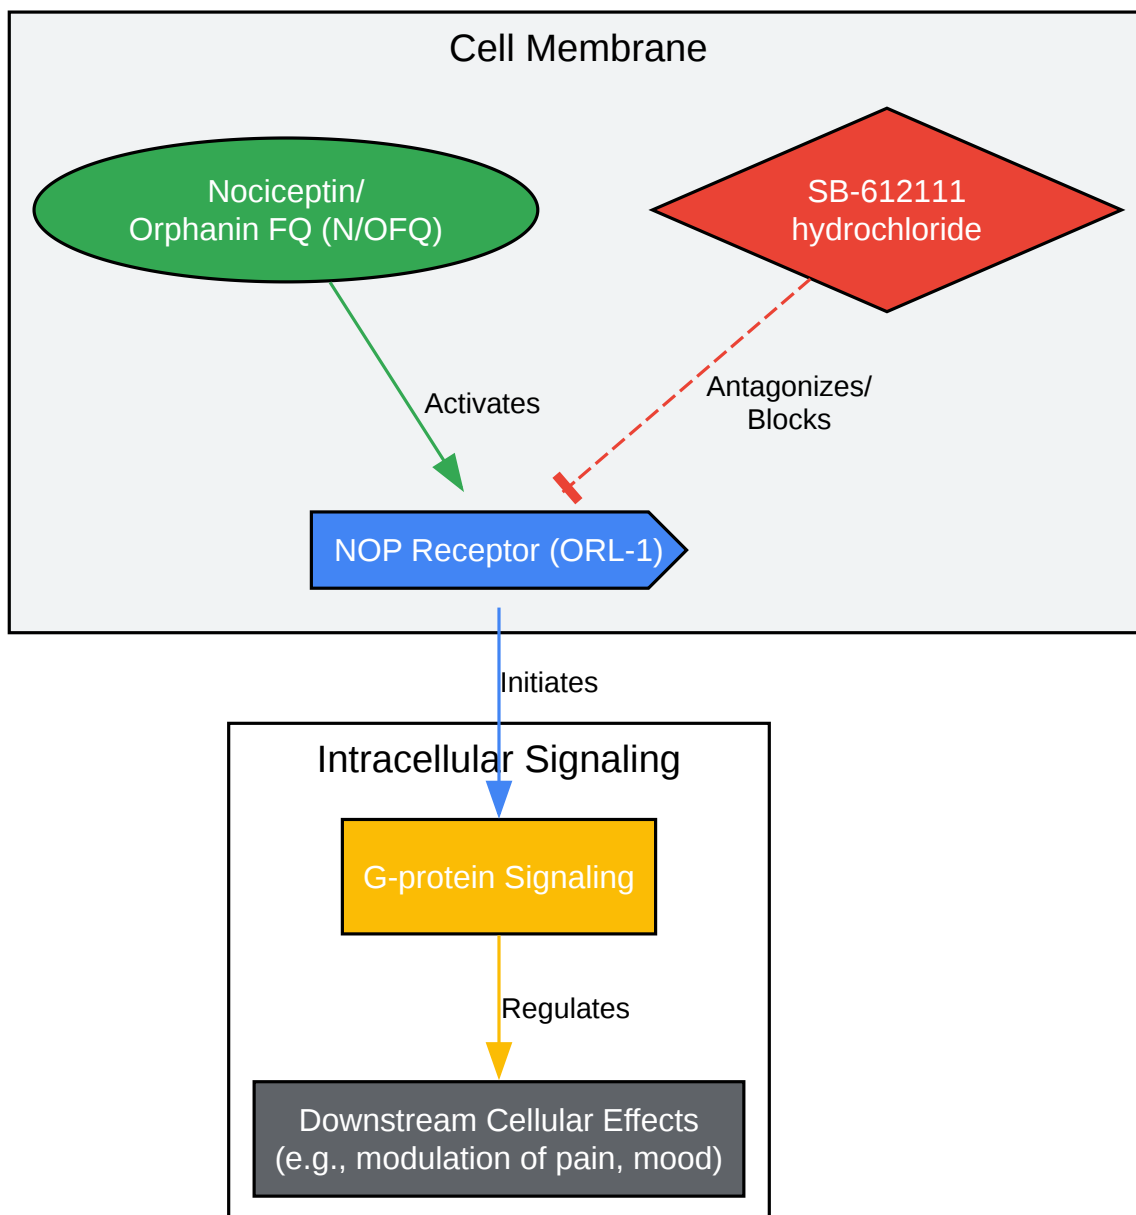 Cell Membrane
Nociceptin/
Orphanin FQ (N/OFQ)
SB-612111
hydrochloride
Activates
Antagonizes/
Blocks
NOP Receptor (ORL-1)
Initiates
Intracellular Signaling
G-protein Signaling
Regulates
Downstream Cellular Effects
(e.g., modulation of pain, mood)